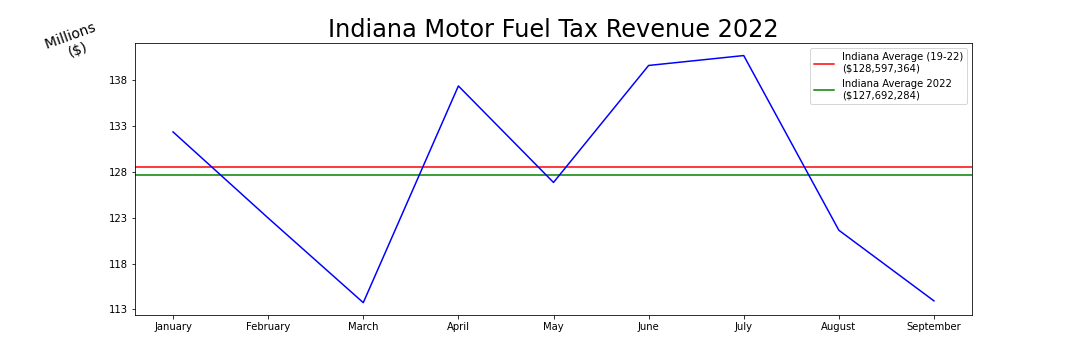 Indiana Motor Fuel Tax Revenue 2022
Millions
($)
Indiana Average (19-22)
($128,597,364)
Indiana Average 2022
($127,692,284)
138
133
128
123
118
113
January February March April May June July August September